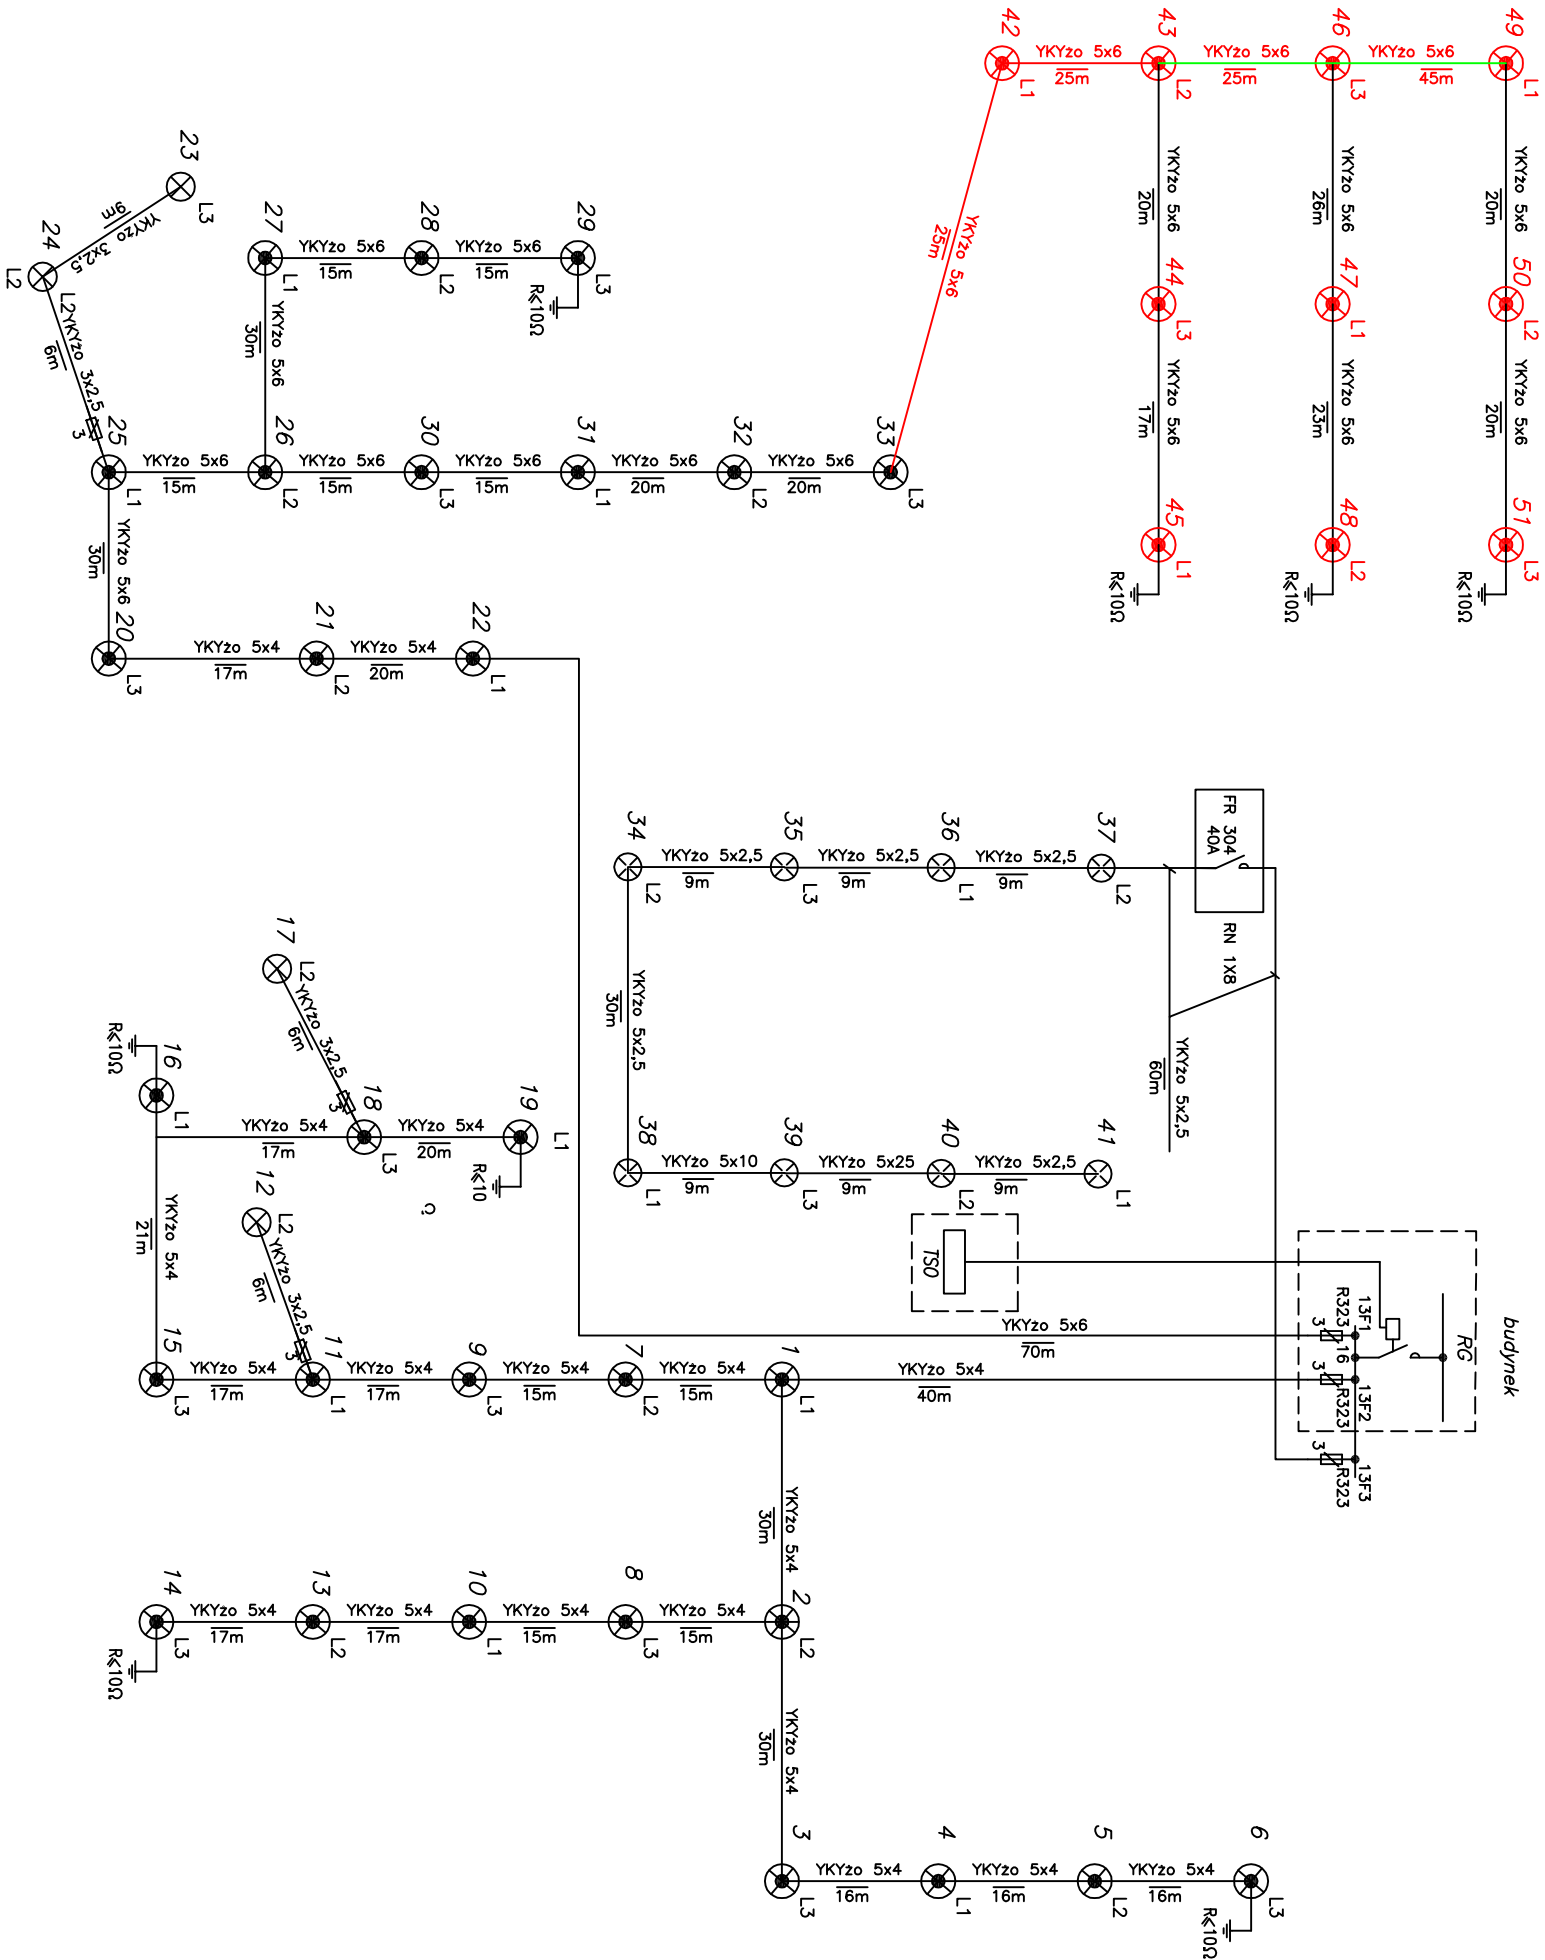 42
43
46
49
YKYżo 5x6
25m
YKYżo 5x6
25m
YKYżo 5x6
45m
L1
L2
L3
L1
YKYżo 5x6
20m
YKYżo 5x6
26m
YKYżo 5x6
20m
YKYżo 5x6
25m
44
L3
47
L1
50
L2
YKYżo 5x6
17m
YKYżo 5x6
23m
YKYżo 5x6
20m
45
L1
48
L2
51
L3
R≤10Ω
R≤10Ω
R≤10Ω
23
L3
YKYżo 3x2,5
9m
24
L2
L2
YKYżo 3x2,5
6m
3
27
28
29
YKYżo 5x6
15m
YKYżo 5x6
15m
L1
L2
L3
R≤10Ω
YKYżo 5x6
30m
25
26
30
31
32
33
YKYżo 5x6
15m
YKYżo 5x6
15m
YKYżo 5x6
15m
YKYżo 5x6
20m
YKYżo 5x6
20m
L1
L2
L3
L1
L2
L3
YKYżo 5x6
30m
20
21
22
YKYżo 5x4
17m
YKYżo 5x4
20m
L3
L2
L1
34
35
36
37
YKYżo 5x2,5
9m
YKYżo 5x2,5
9m
YKYżo 5x2,5
9m
L2
L3
L1
L2
FR 304
40A
RN 1X8
YKYżo 5x2,5
60m
YKYżo 5x2,5
30m
38
39
40
41
YKYżo 5x10
9m
YKYżo 5x25
9m
YKYżo 5x2,5
9m
L1
L3
L2
L1
17
L2
YKYżo 3x2,5
6m
3
16
L1
R≤10Ω
18
19
YKYżo 5x4
17m
YKYżo 5x4
20m
L3
L1
R≤10
?
YKYżo 5x4
21m
12
L2
YKYżo 3x2,5
6m
3
TSO
budynek
RG
13F1
R323
3
16
13F2
R323
3
13F3
R323
3
YKYżo 5x6
70m
15
11
9
7
1
YKYżo 5x4
17m
YKYżo 5x4
17m
YKYżo 5x4
15m
YKYżo 5x4
15m
YKYżo 5x4
40m
L3
L1
L3
L2
L1
YKYżo 5x4
30m
14
13
10
8
2
YKYżo 5x4
17m
YKYżo 5x4
17m
YKYżo 5x4
15m
YKYżo 5x4
15m
L3
L2
L1
L3
L2
R≤10Ω
YKYżo 5x4
30m
3
4
5
6
YKYżo 5x4
16m
YKYżo 5x4
16m
YKYżo 5x4
16m
L3
L1
L2
L3
R≤10Ω